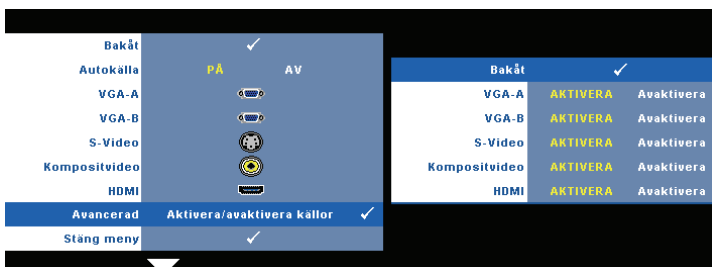 Bakåt
Autokälla PÅ AV
VGA-A
VGA-B
S-Video
Kompositvideo
HDMI
Avancerad Aktivera/avaktivera källor
Stäng meny
Bakåt
VGA-A AKTIVERA Avaktivera
VGA-B AKTIVERA Avaktivera
S-Video AKTIVERA Avaktivera
Kompositvideo AKTIVERA Avaktivera
HDMI AKTIVERA Avaktivera